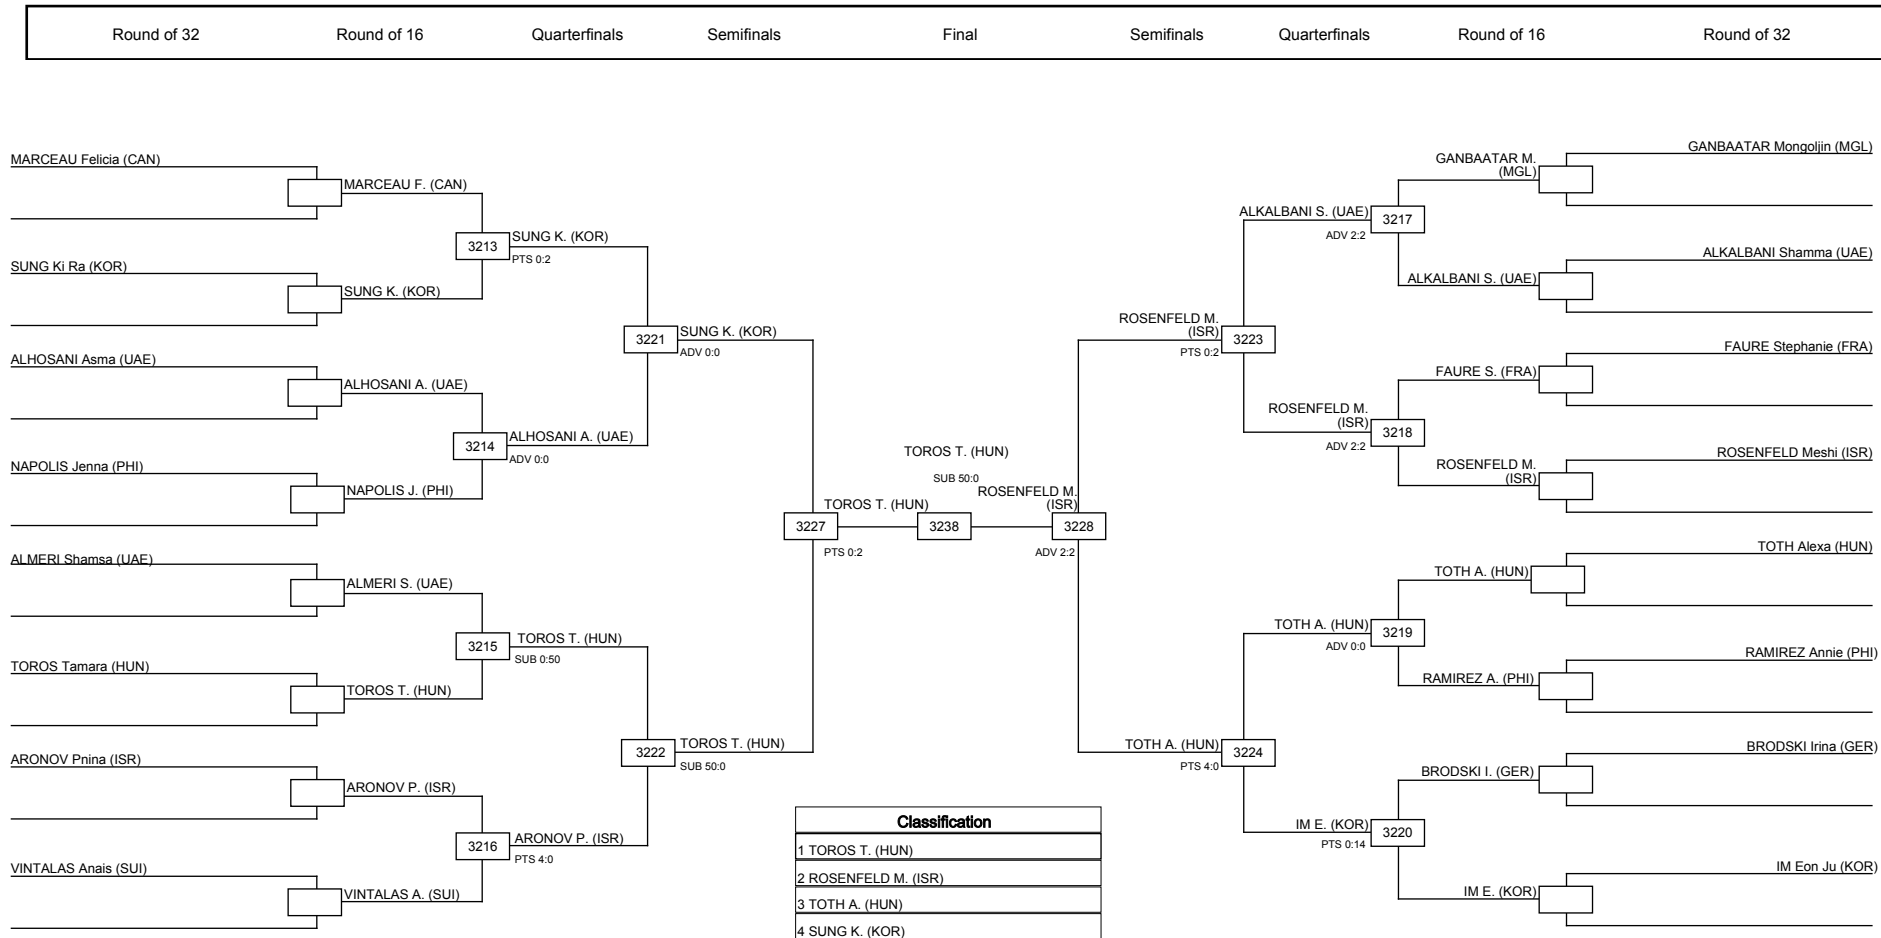 Round of 32
Round of 16
Quarterfinals
Semifinals
Final
Semifinals
Quarterfinals
Round of 16
Round of 32
MARCEAU Felicia (CAN)
MARCEAU F. (CAN)
3213
SUNG K. (KOR)
PTS 0:2
SUNG Ki Ra (KOR)
SUNG K. (KOR)
3221
SUNG K. (KOR)
ADV 0:0
ALHOSANI Asma (UAE)
ALHOSANI A. (UAE)
3214
ALHOSANI A. (UAE)
ADV 0:0
NAPOLIS Jenna (PHI)
NAPOLIS J. (PHI)
3227
TOROS T. (HUN)
PTS 0:2
ALMERI Shamsa (UAE)
ALMERI S. (UAE)
3215
TOROS T. (HUN)
SUB 0:50
TOROS Tamara (HUN)
TOROS T. (HUN)
3222
TOROS T. (HUN)
SUB 50:0
ARONOV Pnina (ISR)
ARONOV P. (ISR)
3216
ARONOV P. (ISR)
PTS 4:0
VINTALAS Anais (SUI)
VINTALAS A. (SUI)
TOROS T. (HUN)
SUB 50:0
3238
GANBAATAR Mongoljin (MGL)
GANBAATAR M.
(MGL)
ALKALBANI S. (UAE)
3217
ADV 2:2
ALKALBANI Shamma (UAE)
ALKALBANI S. (UAE)
ROSENFELD M.
(ISR)
3223
PTS 0:2
FAURE Stephanie (FRA)
FAURE S. (FRA)
ROSENFELD M.
(ISR)
3218
ADV 2:2
ROSENFELD Meshi (ISR)
ROSENFELD M.
(ISR)
ROSENFELD M.
(ISR)
3228
ADV 2:2
TOTH Alexa (HUN)
TOTH A. (HUN)
TOTH A. (HUN)
3219
ADV 0:0
RAMIREZ Annie (PHI)
RAMIREZ A. (PHI)
TOTH A. (HUN)
3224
PTS 4:0
BRODSKI Irina (GER)
BRODSKI I. (GER)
IM E. (KOR)
3220
PTS 0:14
IM Eon Ju (KOR)
IM E. (KOR)
Classification
1 TOROS T. (HUN)
2 ROSENFELD M. (ISR)
3 TOTH A. (HUN)
4 SUNG K. (KOR)